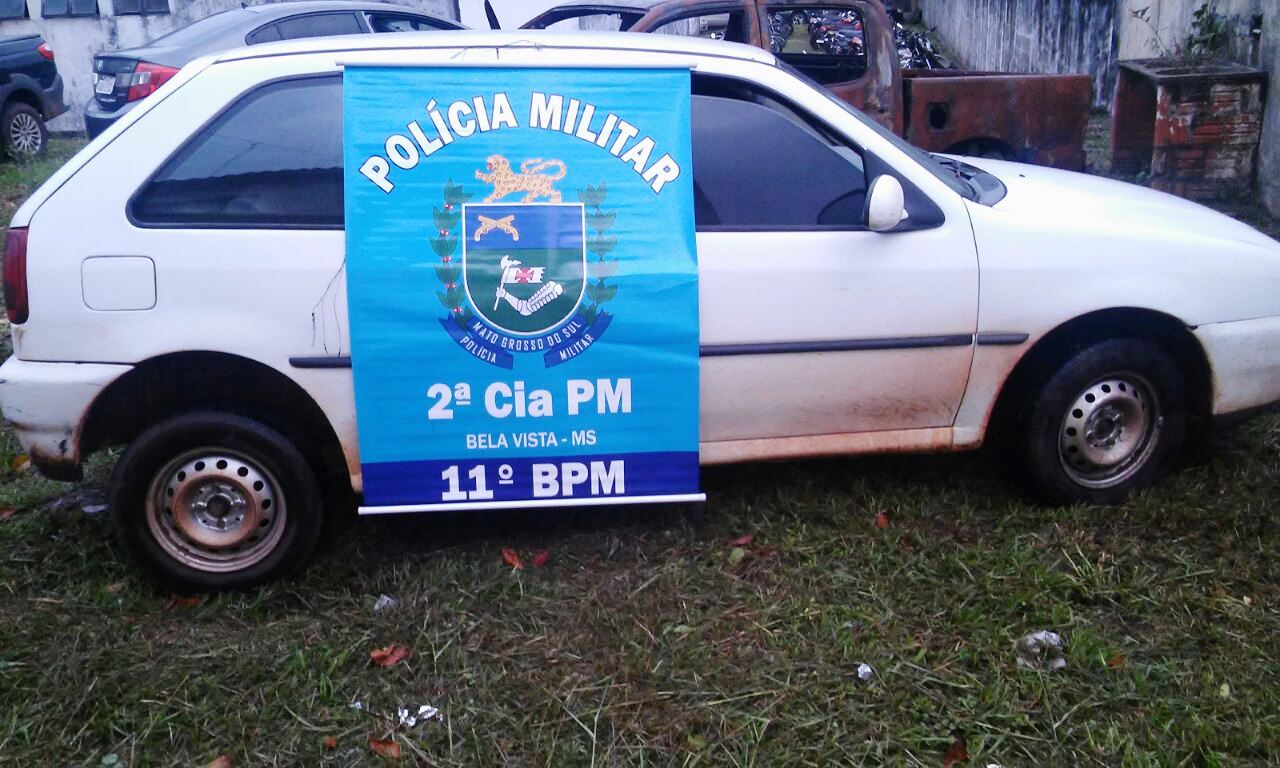 POLÍCIA MILITAR
MATO GROSSO DO SUL
POLÍCIA MILITAR
2ª Cia PM
BELA VISTA - MS
11º BPM